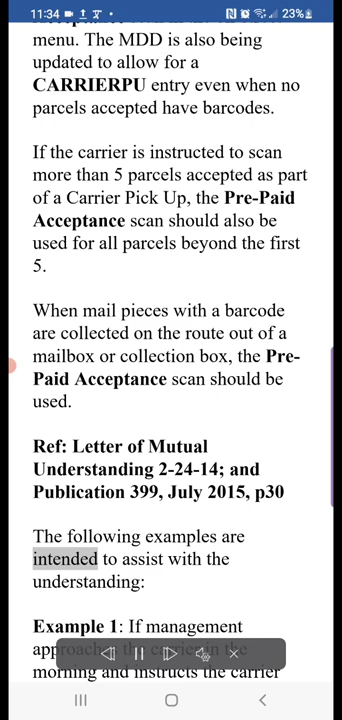 11:34
23%
menu. The MDD is also being
updated to allow for a
CARRIERPU entry even when no
parcels accepted have barcodes.
If the carrier is instructed to scan
more than 5 parcels accepted as part
of a Carrier Pick Up, the Pre-Paid
Acceptance scan should also be
used for all parcels beyond the first
5.
When mail pieces with a barcode
are collected on the route out of a
mailbox or collection box, the Pre-
Paid Acceptance scan should be
used.
Ref: Letter of Mutual
Understanding 2-24-14; and
Publication 399, July 2015, p30
The following examples are
intended to assist with the
understanding:
Example 1: If management
approaches the carrier in the
morning and instructs the carrier